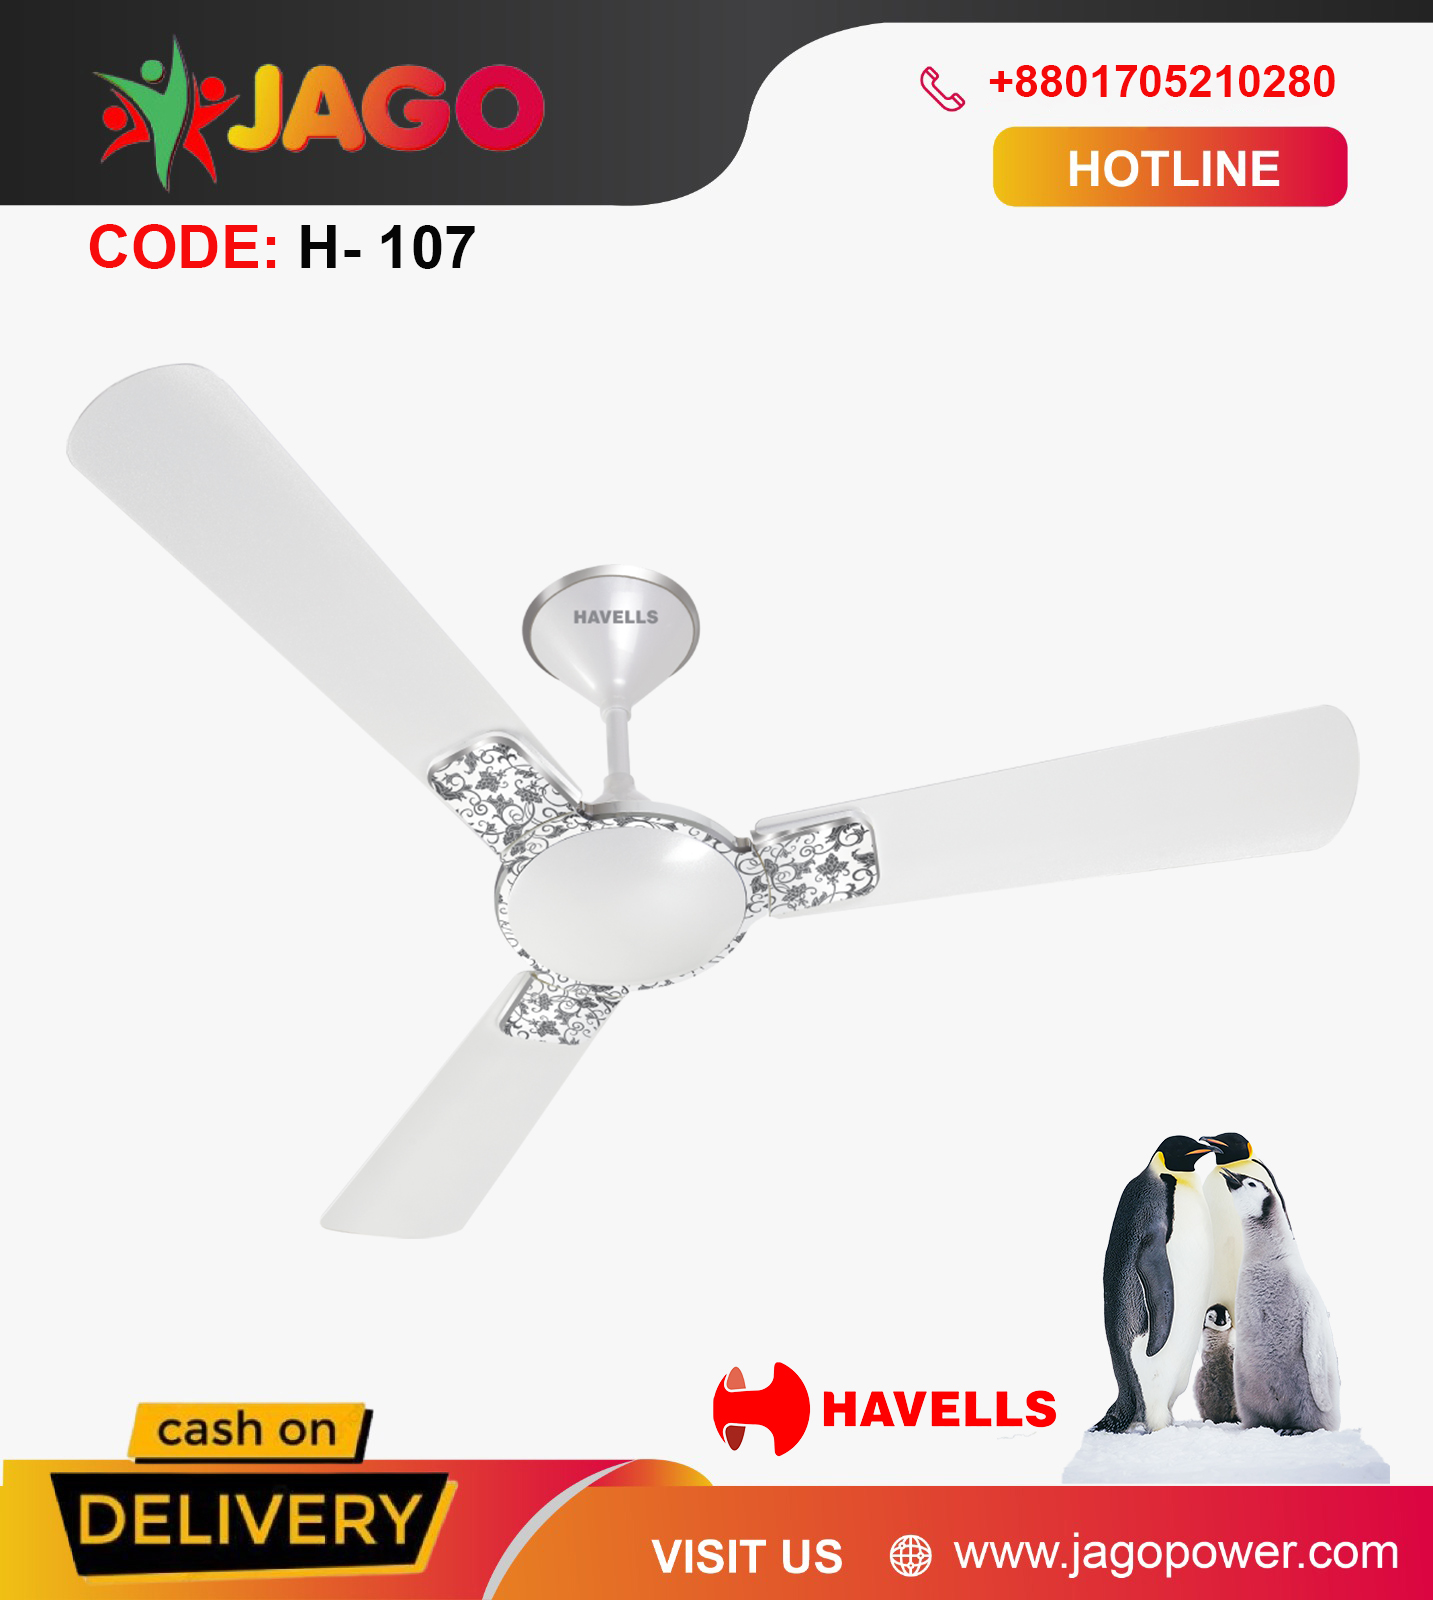 JAGO
+8801705210280
HOTLINE
CODE: H- 107
HAVELLS
HAVELLS
cash on
DELIVERY
VISIT US
www.jagopower.com